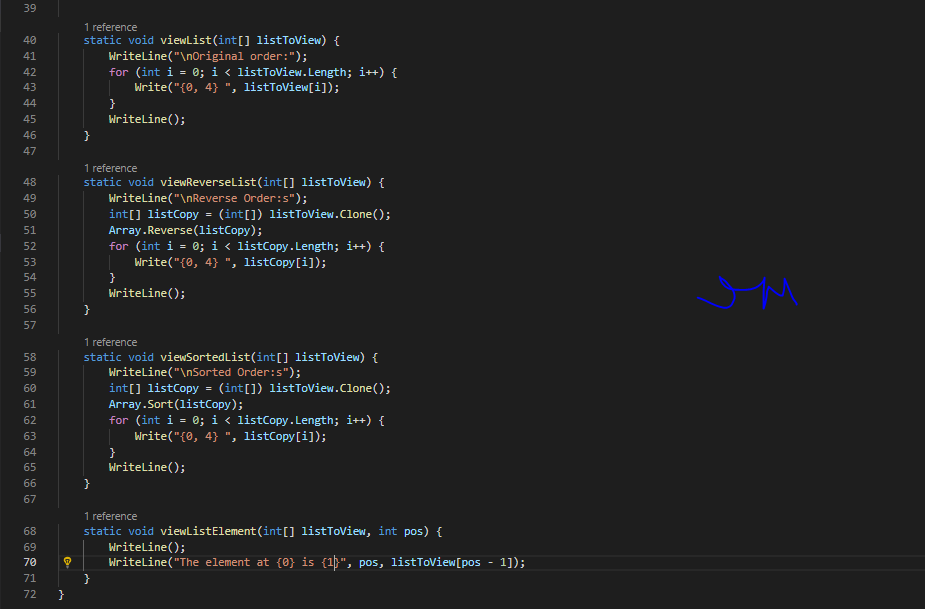 39
1 reference
40 static void viewList(int[] listToView) {
41 WriteLine("\nOriginal order:");
42 for (int i = 0; i < listToView.Length; i++) {
43 Write("{0, 4} ", listToView[i]);
44 }
45 WriteLine();
46 }
47
1 reference
48 static void viewReverseList(int[] listToView) {
49 WriteLine("\nReverse Order:s");
50 int[] listCopy = (int[]) listToView.Clone();
51 Array.Reverse(listCopy);
52 for (int i = 0; i < listCopy.Length; i++) {
53 Write("{0, 4} ", listCopy[i]);
54 }
55 WriteLine();
56 }
57
1 reference
58 static void viewSortedList(int[] listToView) {
59 WriteLine("\nSorted Order:s");
60 int[] listCopy = (int[]) listToView.Clone();
61 Array.Sort(listCopy);
62 for (int i = 0; i < listCopy.Length; i++) {
63 Write("{0, 4} ", listCopy[i]);
64 }
65 WriteLine();
66 }
67
1 reference
68 static void viewListElement(int[] listToView, int pos) {
69 WriteLine();
70 WriteLine("The element at {0} is {1}", pos, listToView[pos - 1]);
71 }
72 }